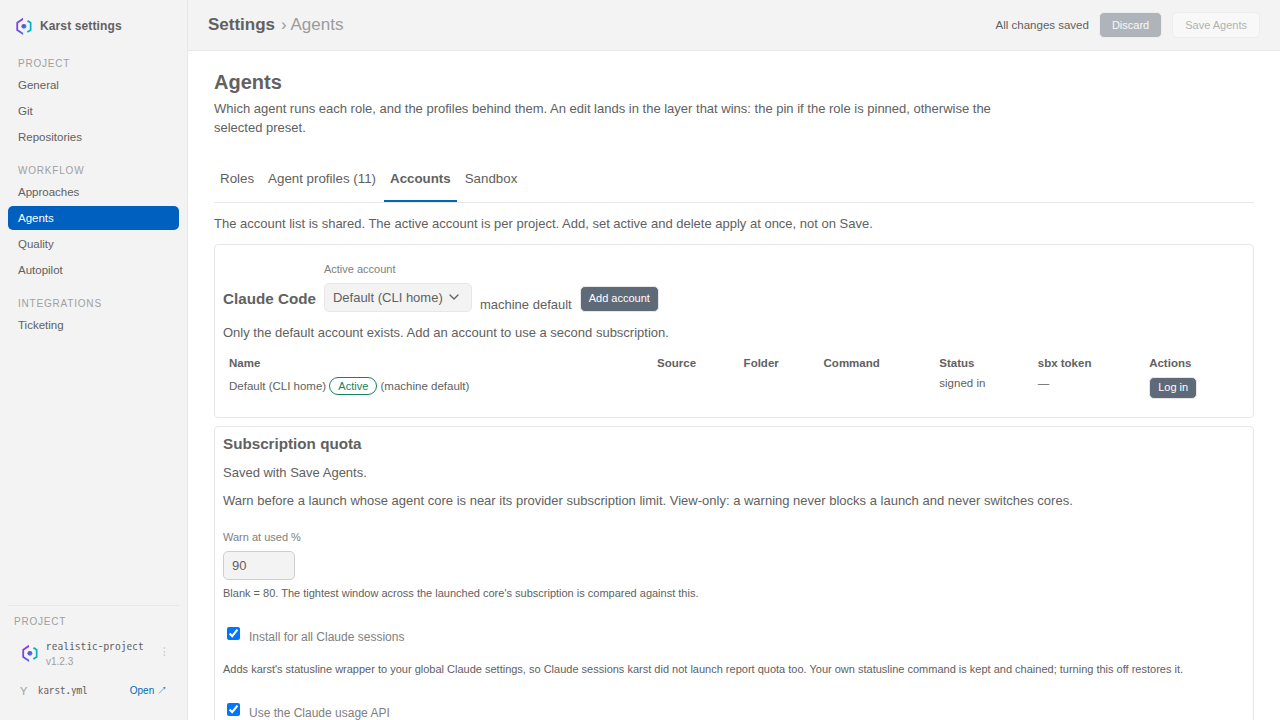 Karst settings
PROJECT
General
Git
Repositories
WORKFLOW
Approaches
Agents
Quality
Autopilot
INTEGRATIONS
Ticketing
PROJECT
realistic-project
v1.2.3
Y karst.yml Open ↗
Settings › Agents
All changes saved Discard Save Agents
Agents
Which agent runs each role, and the profiles behind them. An edit lands in the layer that wins: the pin if the role is pinned, otherwise the
selected preset.
Roles Agent profiles (11) Accounts Sandbox
The account list is shared. The active account is per project. Add, set active and delete apply at once, not on Save.
Active account
Claude Code Default (CLI home) machine default Add account
Only the default account exists. Add an account to use a second subscription.
Name Source Folder Command Status sbx token Actions
Default (CLI home) Active (machine default) signed in — Log in
Subscription quota
Saved with Save Agents.
Warn before a launch whose agent core is near its provider subscription limit. View-only: a warning never blocks a launch and never switches cores.
Warn at used %
90
Blank = 80. The tightest window across the launched core's subscription is compared against this.
Install for all Claude sessions
Adds karst's statusline wrapper to your global Claude settings, so Claude sessions karst did not launch report quota too. Your own statusline command is kept and chained; turning this off restores it.
Use the Claude usage API